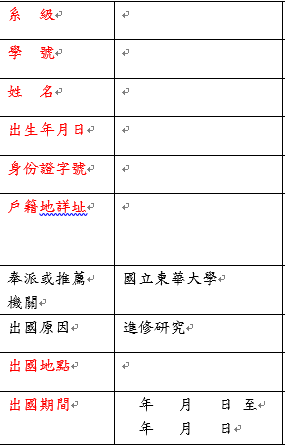 系 級
學 號
姓 名
出生年月日
身份證字號
戶籍地詳址
奉派或推薦 國立東華大學
機關
出國原因 進修研究
出國地點
出國期間 年 月 日 至
年 月 日